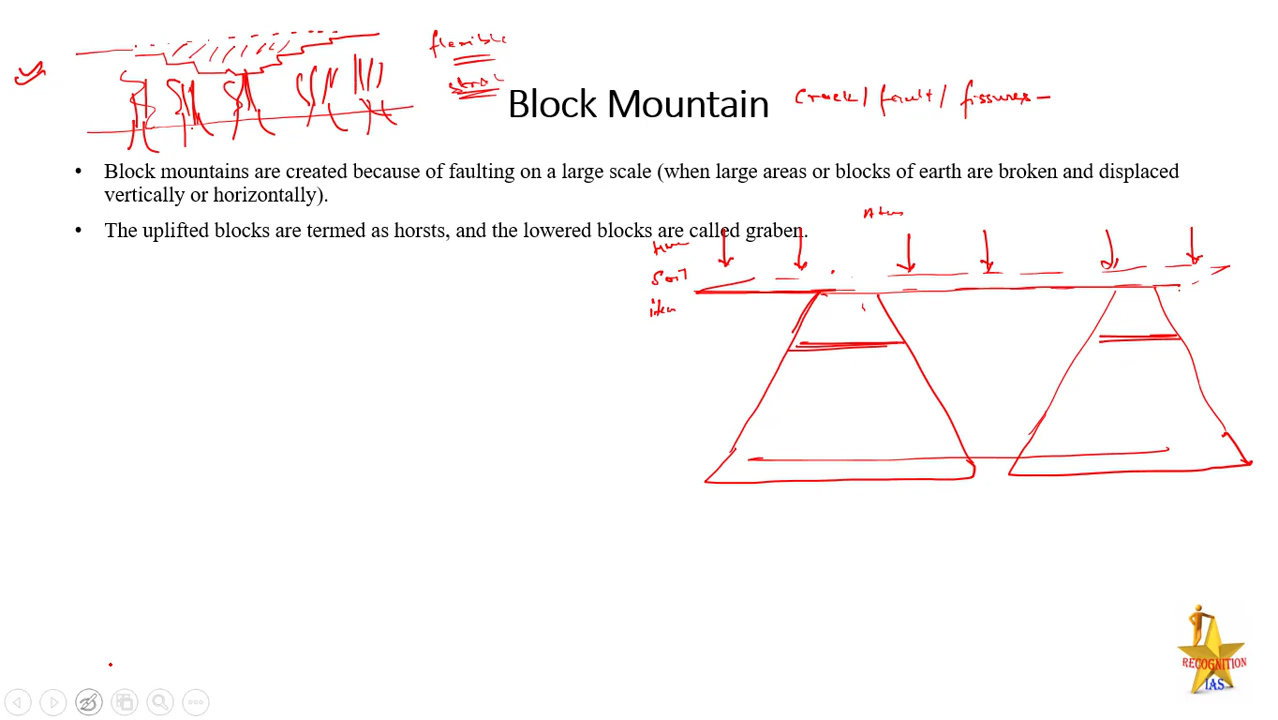 flexible
Block Mountain
crack/ fault/ fissures –
• Block mountains are created because of faulting on a large scale (when large areas or blocks of earth are broken and displaced
vertically or horizontally).
• The uplifted blocks are termed as horsts, and the lowered blocks are called graben.
RECOGNITION
IAS